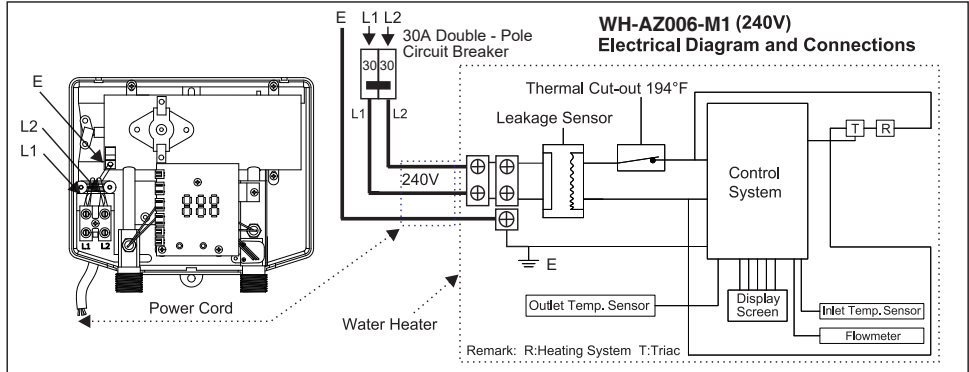 WH-AZ006-M1 (240V)
Electrical Diagram and Connections
E L1 L2
30A Double - Pole
Circuit Breaker
30 30
L1 L2
240V
Thermal Cut-out 194°F
Leakage Sensor
T R
Control
System
E
E
L2
L1
L1 L2
Power Cord
Water Heater
Outlet Temp. Sensor
Display
Screen
Inlet Temp. Sensor
Flowmeter
Remark: R:Heating System T:Triac